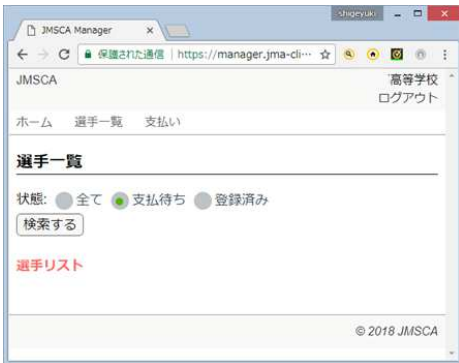 shigeyuki
JMSCA Manager
保護された通信 https://manager.jma-cli…
JMSCA
高等学校
ログアウト
ホーム 選手一覧 支払い
選手一覧
状態: 全て 支払待ち 登録済み
検索する
選手リスト
© 2018 JMSCA